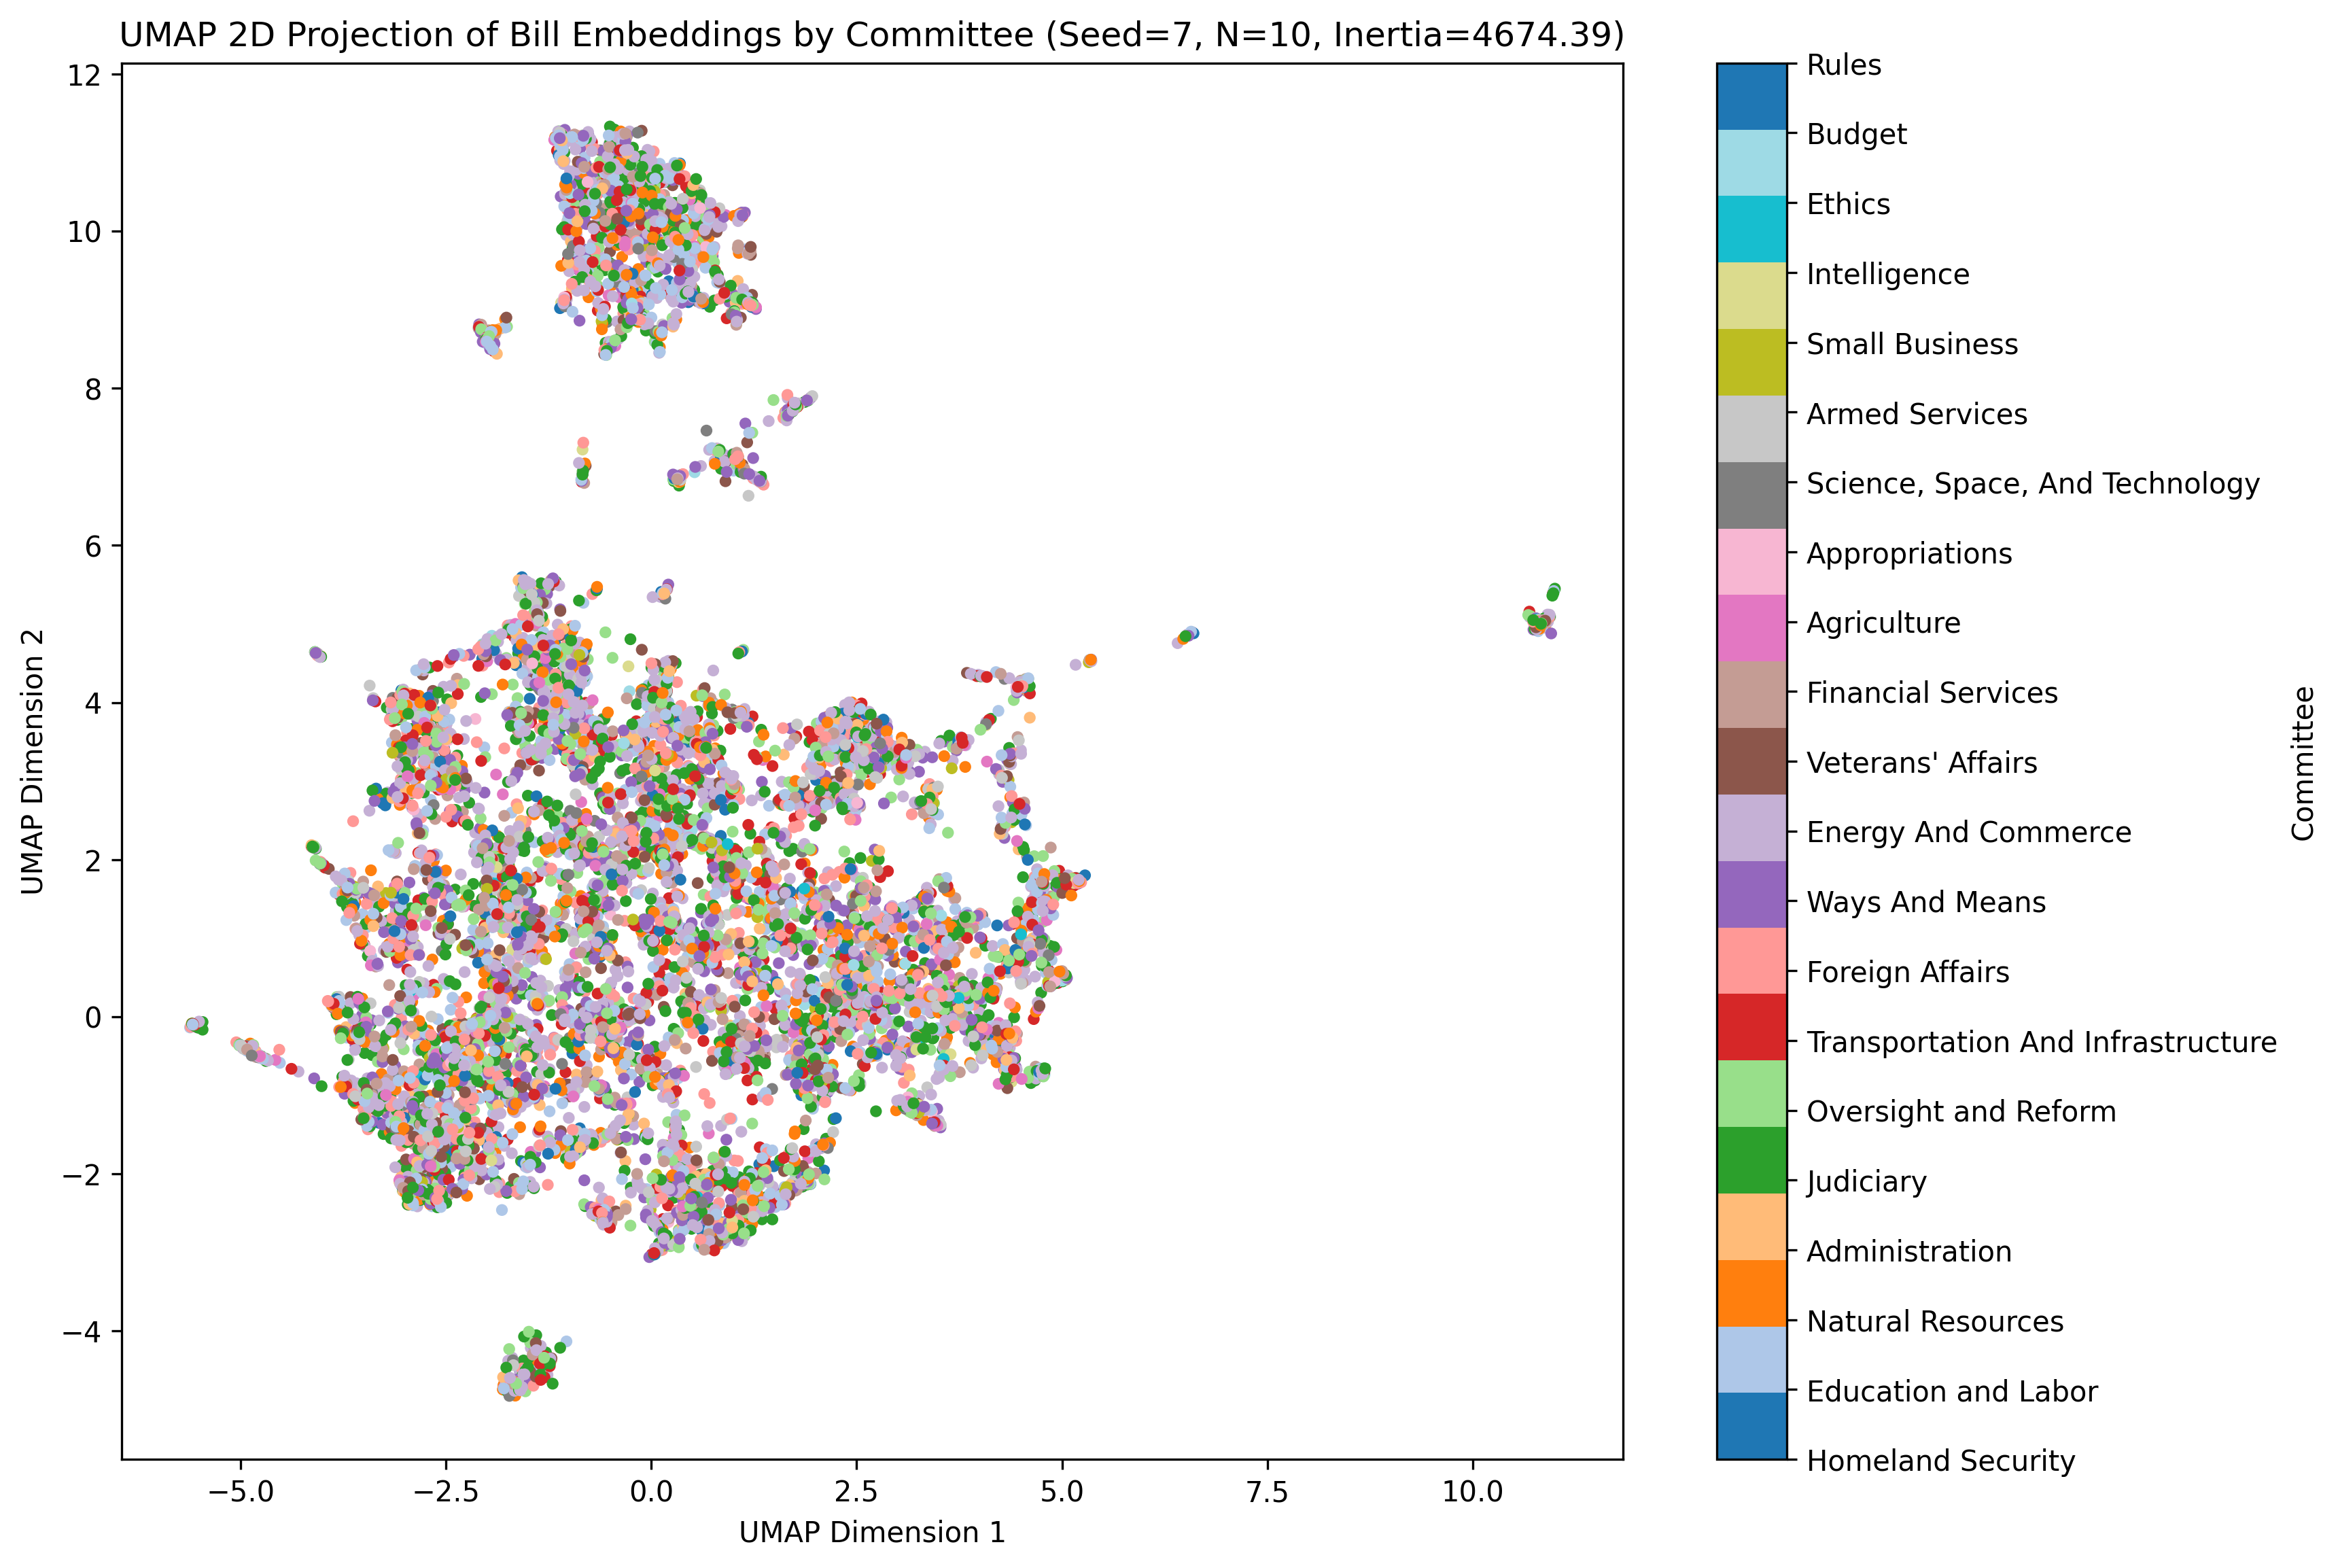 UMAP 2D Projection of Bill Embeddings by Committee (Seed=7, N=10, Inertia=4674.39)
12
10
8
6
4
2
0
−2
−4
UMAP Dimension 2
−5.0
−2.5
0.0
2.5
5.0
7.5
10.0
UMAP Dimension 1
Rules
Budget
Ethics
Intelligence
Small Business
Armed Services
Science, Space, And Technology
Appropriations
Agriculture
Financial Services
Veterans' Affairs
Energy And Commerce
Ways And Means
Foreign Affairs
Transportation And Infrastructure
Oversight and Reform
Judiciary
Administration
Natural Resources
Education and Labor
Homeland Security
Committee